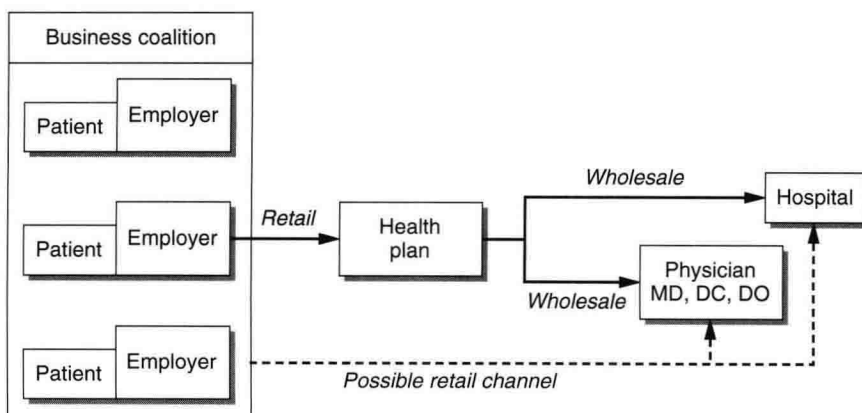 Business coalition
Patient
Employer
Patient
Employer
Retail
Health
plan
Wholesale
Hospital
Wholesale
Physician
MD, DC, DO
Patient
Employer
Possible retail channel